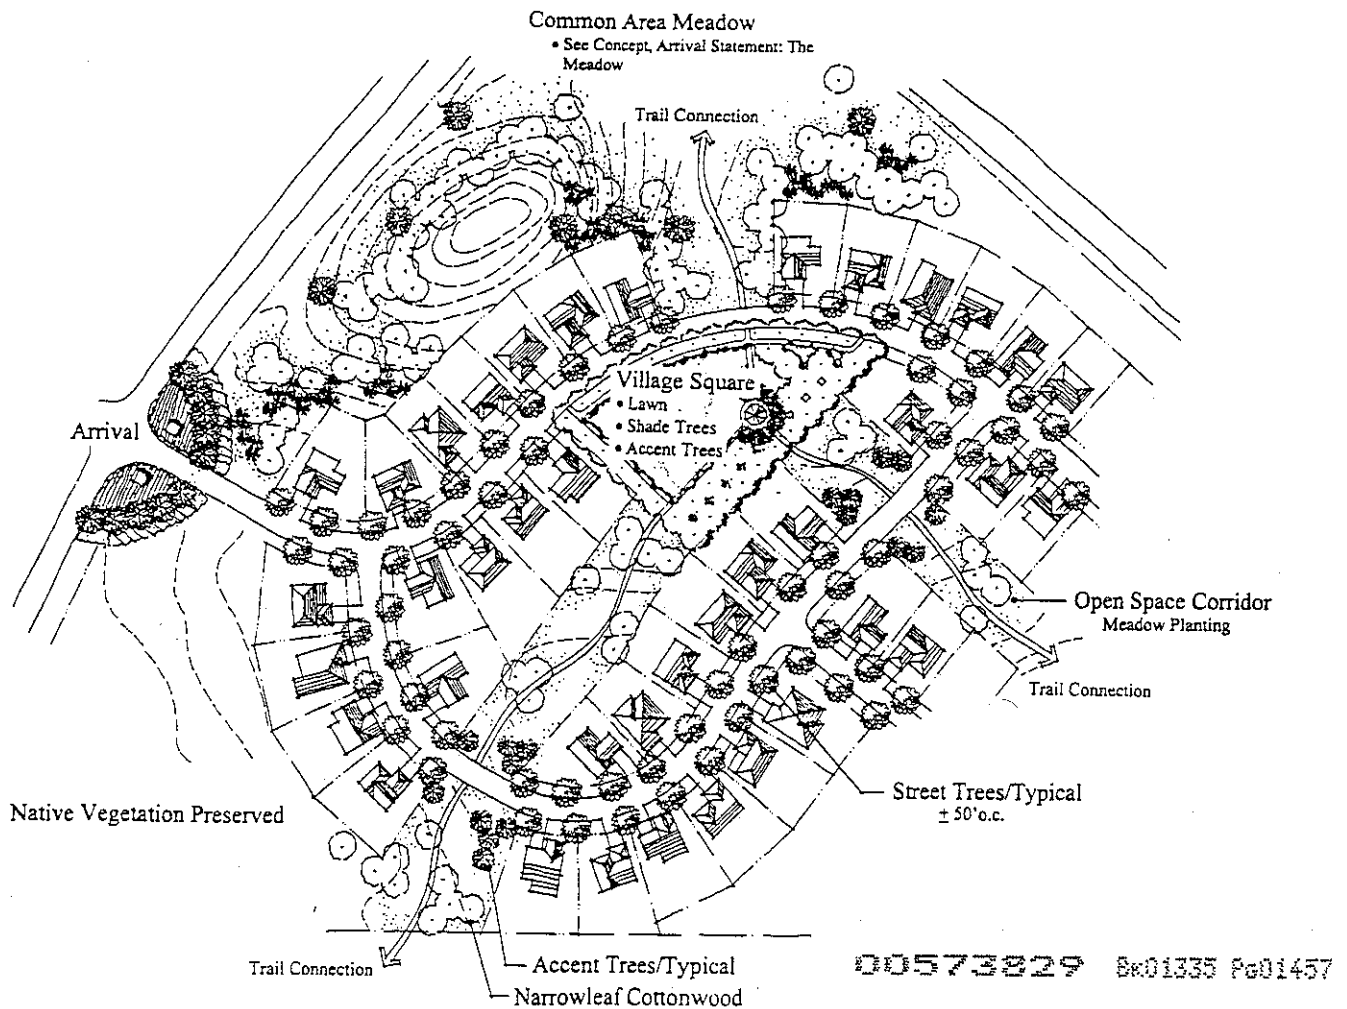 Common Area Meadow
• See Concept, Arrival Statement: The
Meadow
Trail Connection
Village Square
• Lawn
• Shade Trees
• Accent Trees
Arrival
Open Space Corridor
Meadow Planting
Trail Connection
Street Trees/Typical
± 50'o.c.
Native Vegetation Preserved
Trail Connection
Accent Trees/Typical
Narrowleaf Cottonwood
00573829 BK01335 PG01457